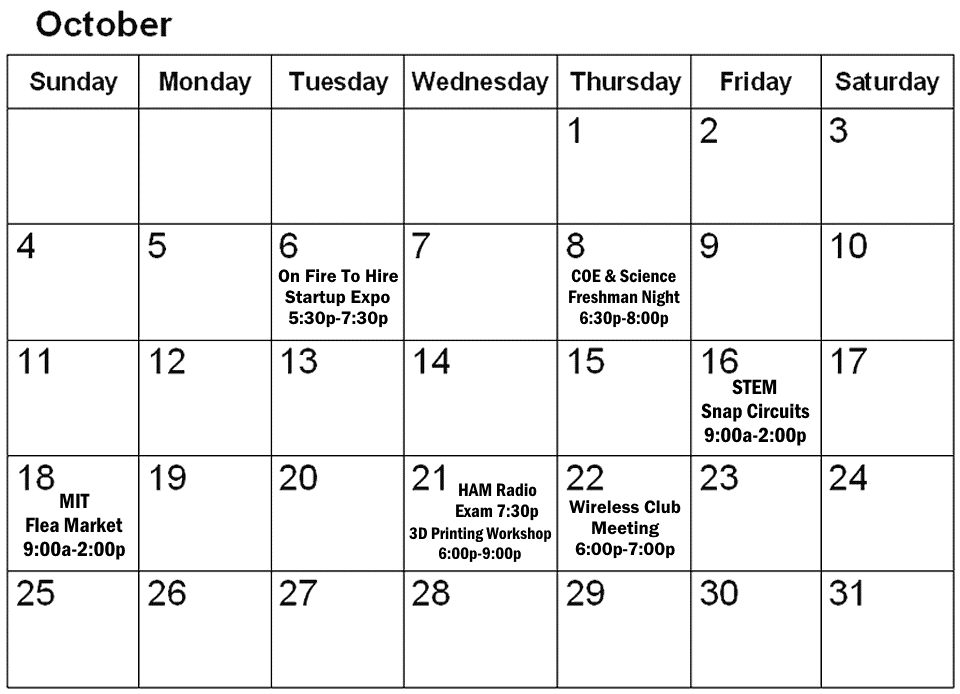 October
Sunday Monday Tuesday Wednesday Thursday Friday Saturday
1 2 3
4 5 6 7 8 9 10
On Fire To Hire
Startup Expo
5:30p-7:30p
COE & Science
Freshman Night
6:30p-8:00p
11 12 13 14 15 16 17
STEM
Snap Circuits
9:00a-2:00p
18 19 20 21 22 23 24
MIT
Flea Market
9:00a-2:00p
HAM Radio
Exam 7:30p
3D Printing Workshop
6:00p-9:00p
Wireless Club
Meeting
6:00p-7:00p
25 26 27 28 29 30 31